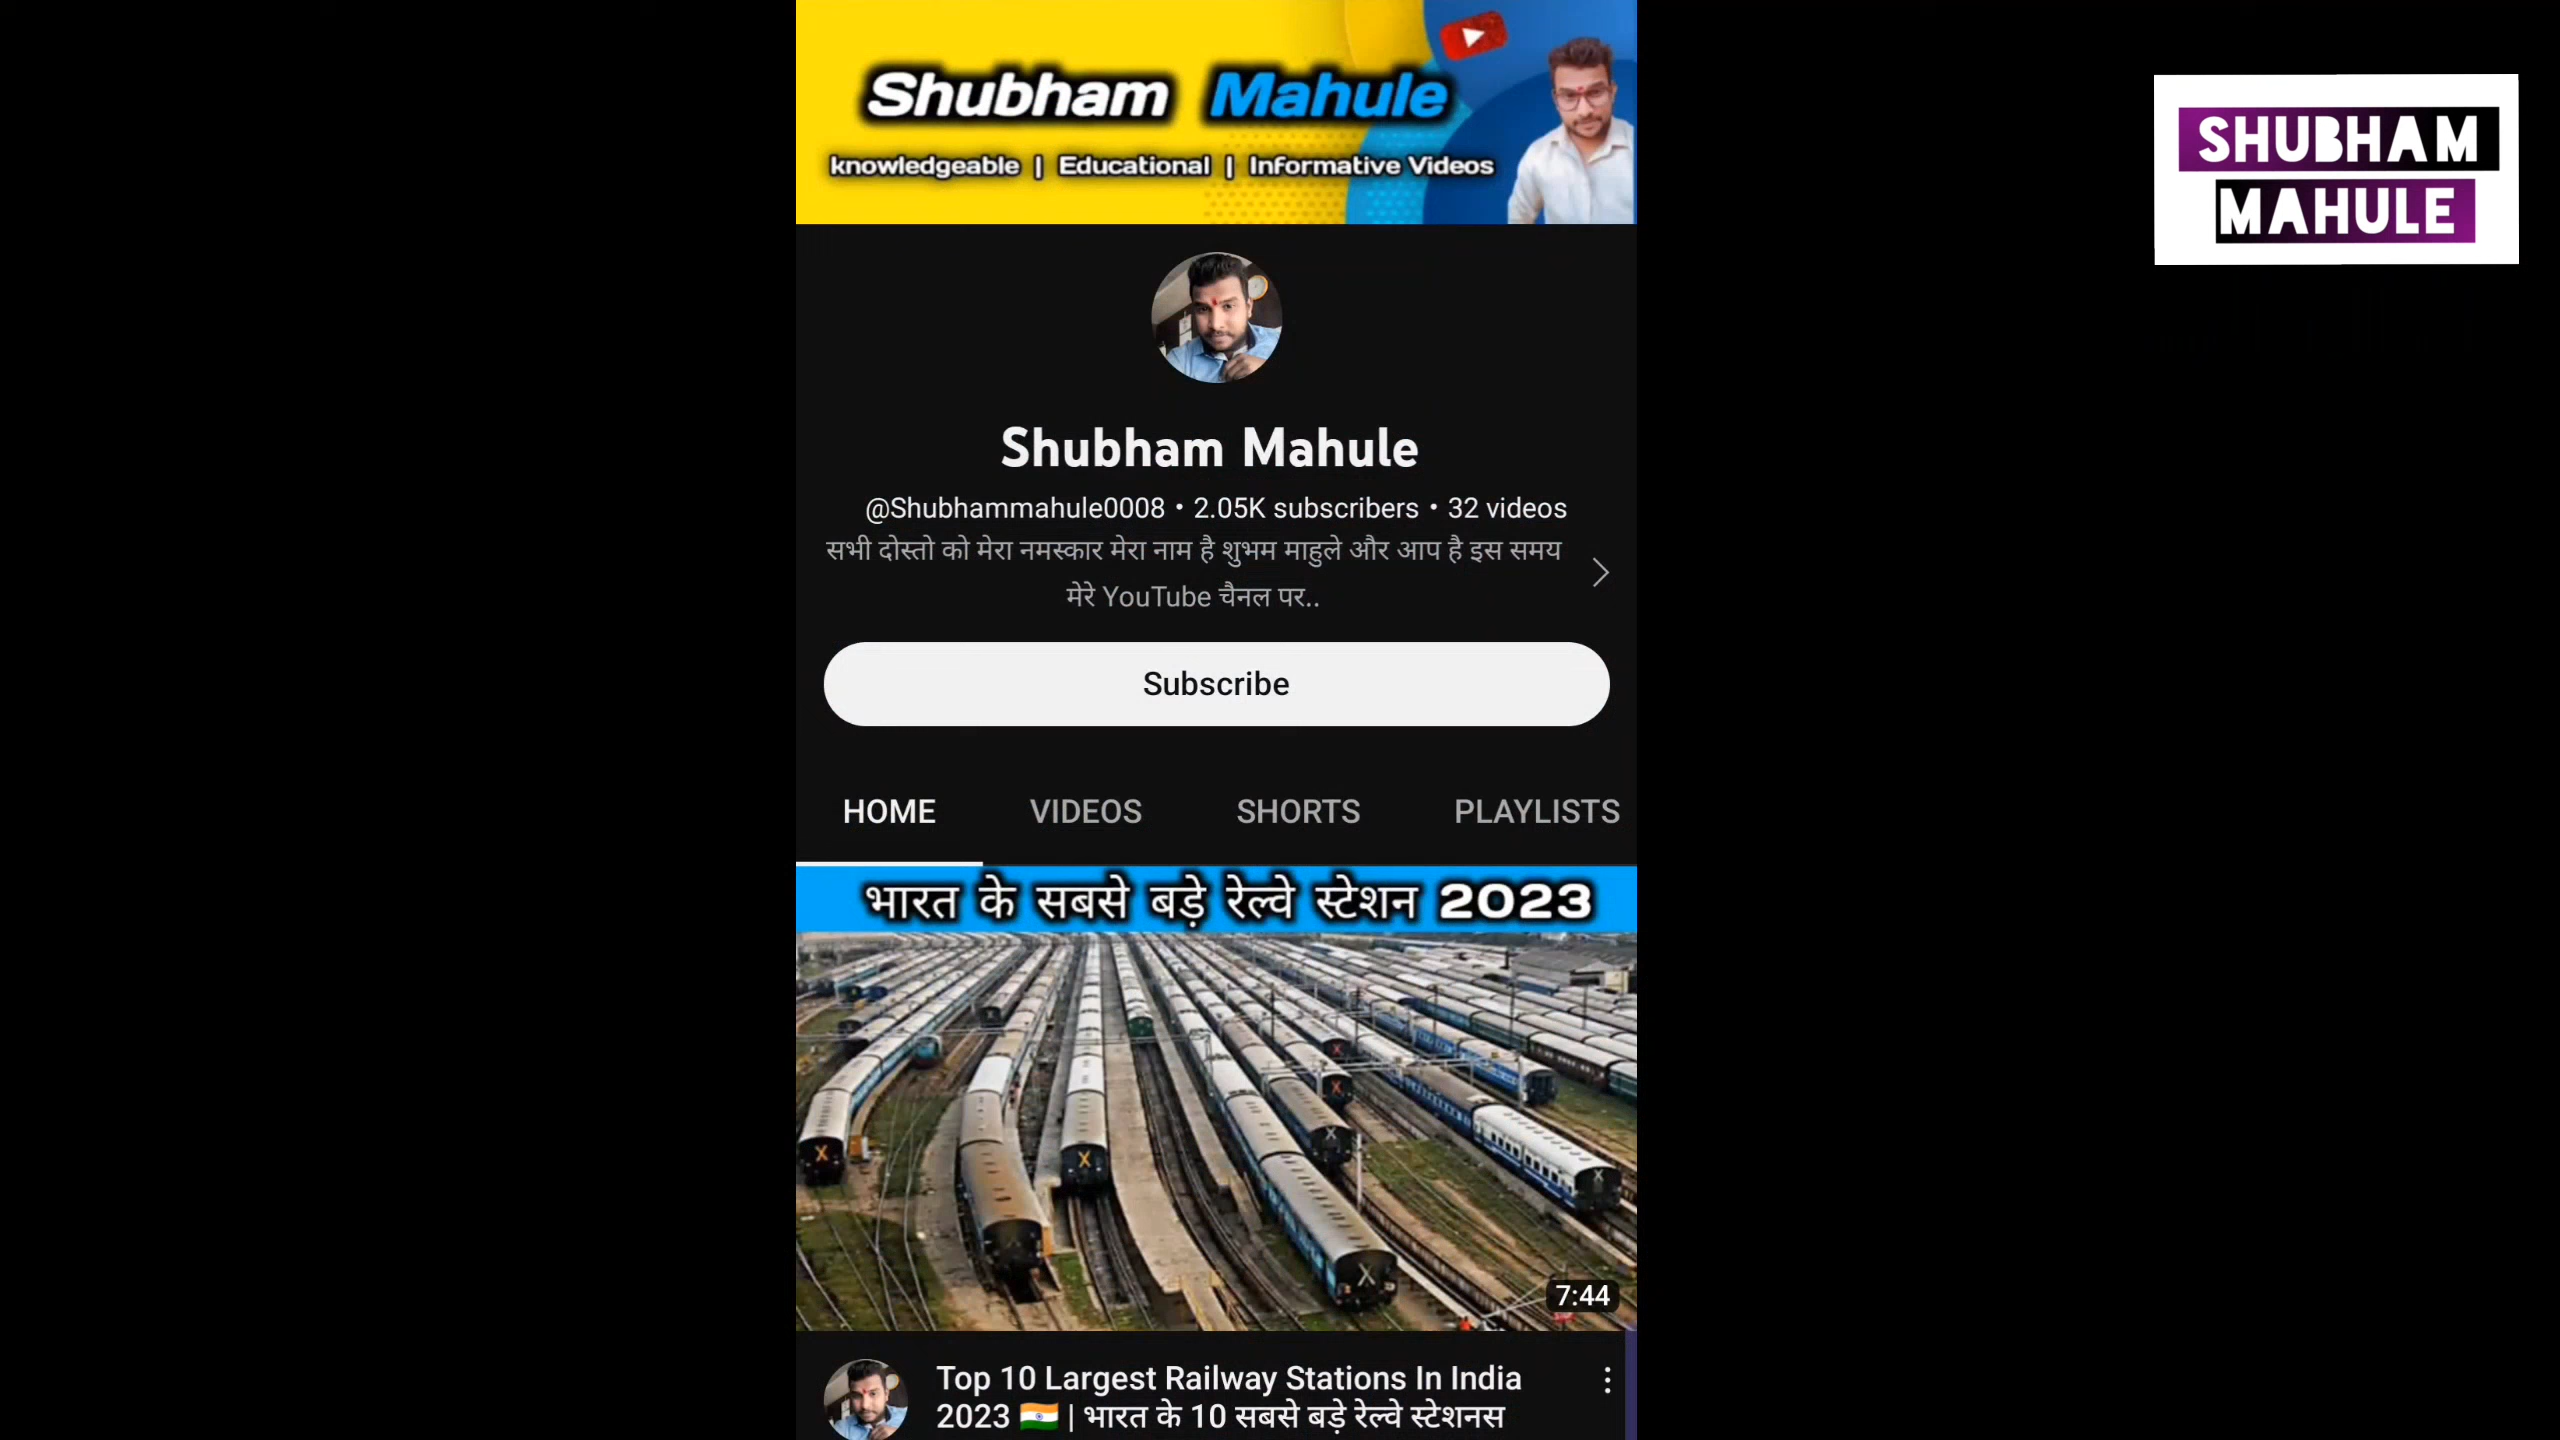 Shubham Mahule
knowledgeable | Educational | Informative Videos
SHUBHAM
MAHULE
Shubham Mahule
@Shubhammahule0008 • 2.05K subscribers • 32 videos
सभी दोस्तो को मेरा नमस्कार मेरा नाम है शुभम माहुले और आप है इस समय
मेरे YouTube चैनल पर..
Subscribe
HOME VIDEOS SHORTS PLAYLISTS
भारत के सबसे बड़े रेल्वे स्टेशन 2023
7:44
Top 10 Largest Railway Stations In India
2023 🇮🇳 | भारत के 10 सबसे बड़े रेल्वे स्टेशनस